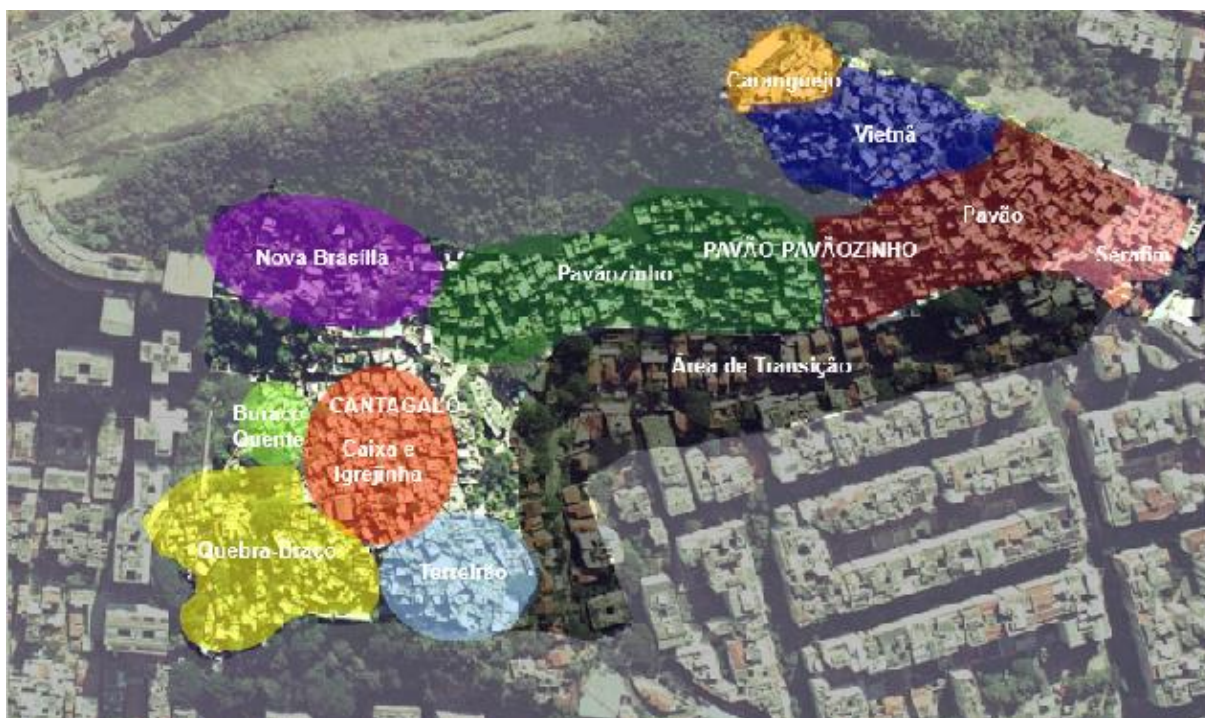 Caranguejo
Vietnã
Pavão
PAVÃO PAVÃOZINHO
Serafim
Nova Brasília
Pavãozinho
Área de Transição
Buraco
Quente
CANTAGALO
Caixa e
Igrejinha
Quebra-Braço
Terreirão